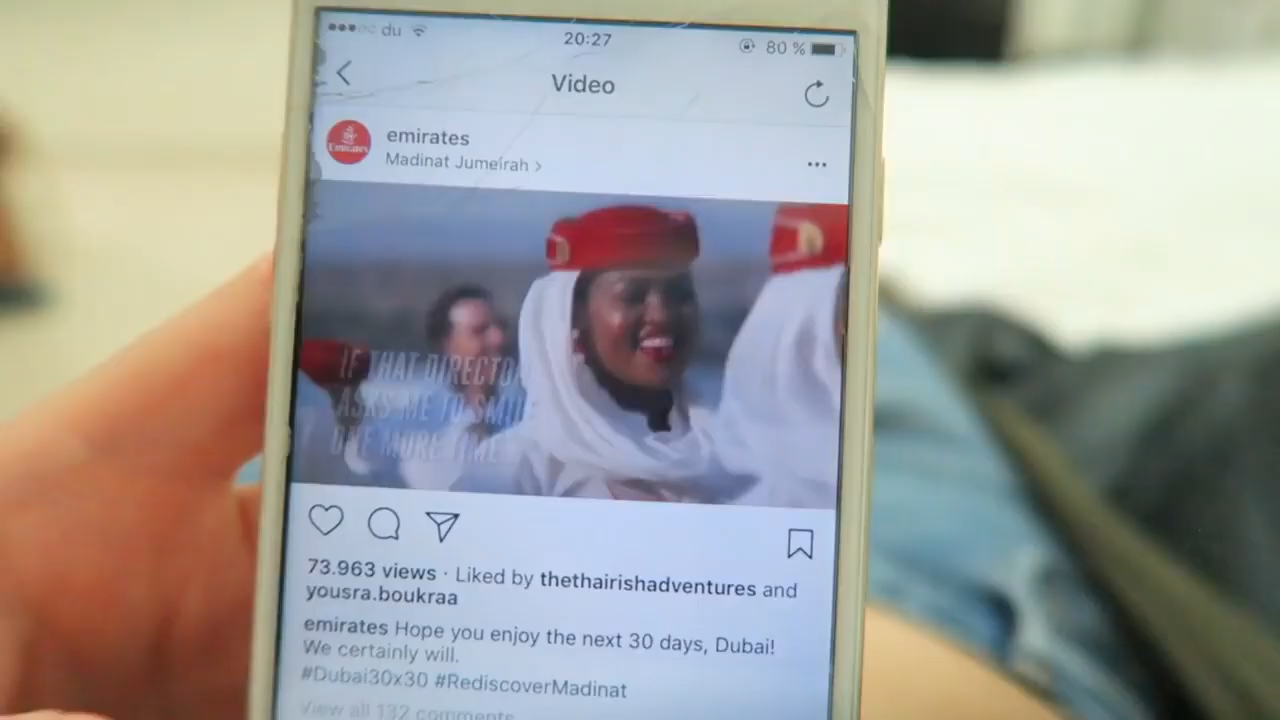 du
20:27
80 %
Video
emirates
Madinat Jumeirah >
Emirates
IF THAT DIRECTO
ASKS ME TO SMILE
ONE MORE TIME
73.963 views · Liked by thethairishadventures and
yousra.boukraa
emirates Hope you enjoy the next 30 days, Dubai!
We certainly will.
#Dubai30x30 #RediscoverMadinat
View all 132 comments